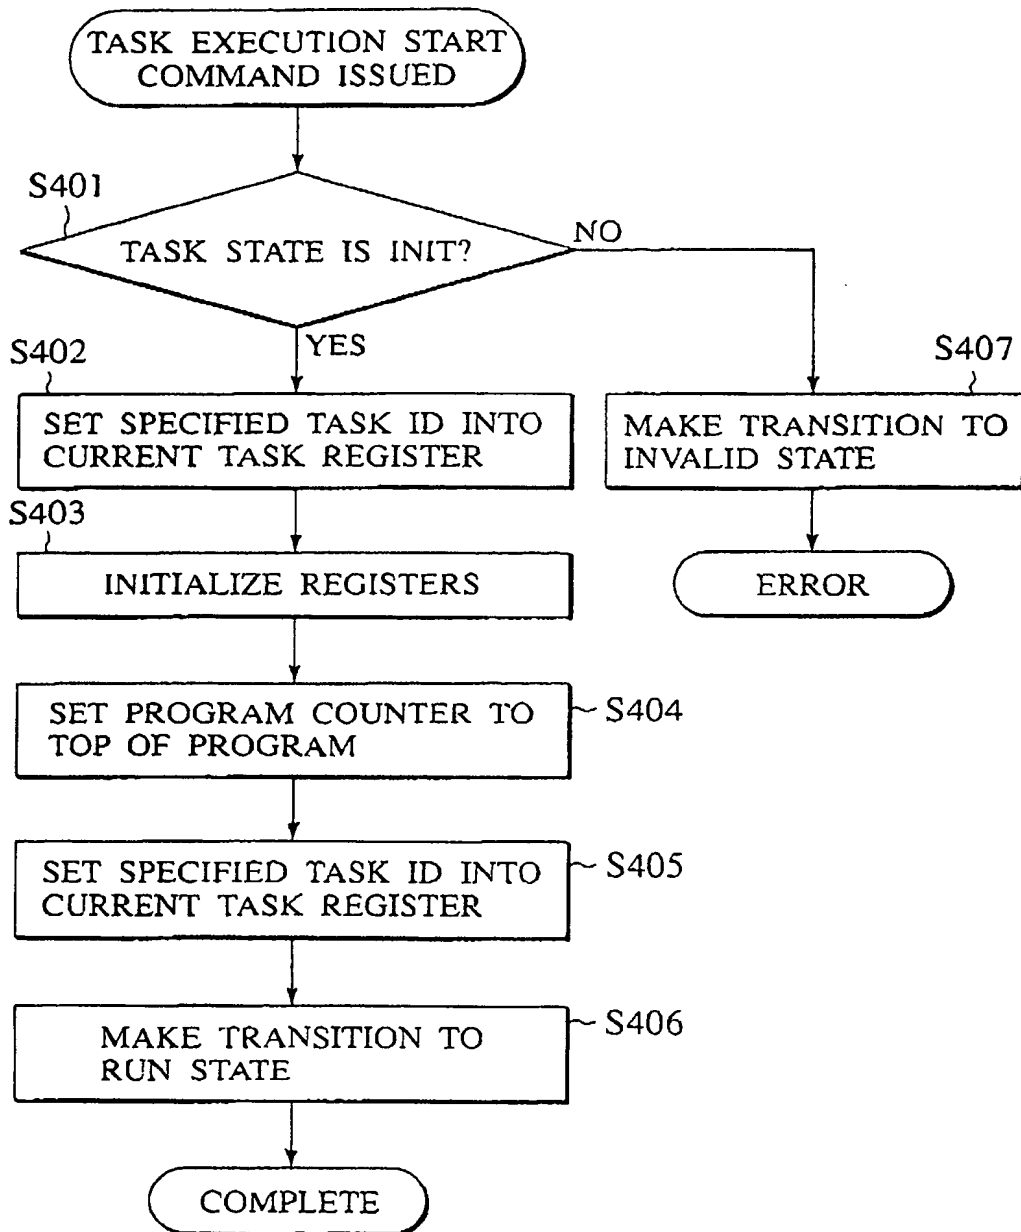 TASK EXECUTION START
COMMAND ISSUED
S401
TASK STATE IS INIT?
NO
YES
S402
SET SPECIFIED TASK ID INTO
CURRENT TASK REGISTER
S407
MAKE TRANSITION TO
INVALID STATE
S403
INITIALIZE REGISTERS
ERROR
SET PROGRAM COUNTER TO
TOP OF PROGRAM
S404
SET SPECIFIED TASK ID INTO
CURRENT TASK REGISTER
S405
MAKE TRANSITION TO
RUN STATE
S406
COMPLETE